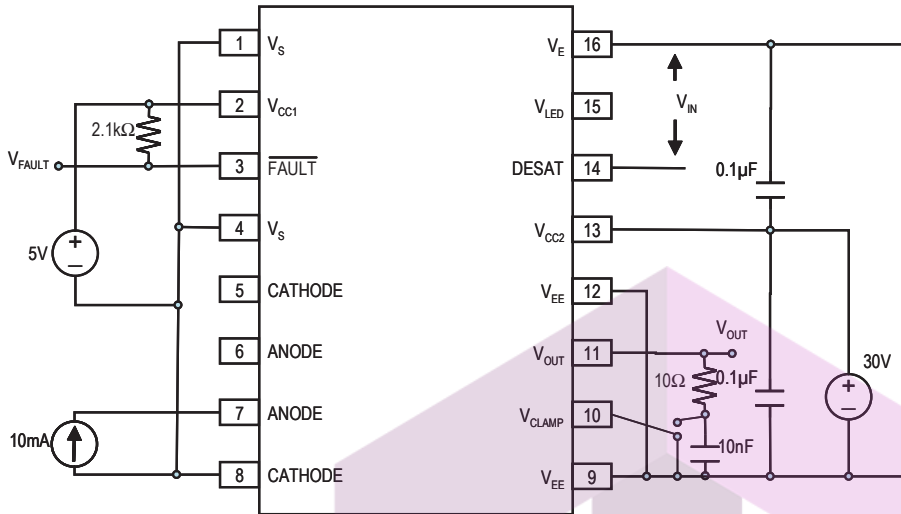 1 V_S
2 V_CC1
3 FAULT
4 V_S
5 CATHODE
6 ANODE
7 ANODE
8 CATHODE
V_E 16
V_LED 15
DESAT 14
V_CC2 13
V_EE 12
V_OUT 11
V_CLAMP 10
V_EE 9
2.1kΩ
V_FAULT
+
5V
−
10mA
V_IN
0.1µF
V_OUT
10Ω
0.1µF
10nF
30V
+
−